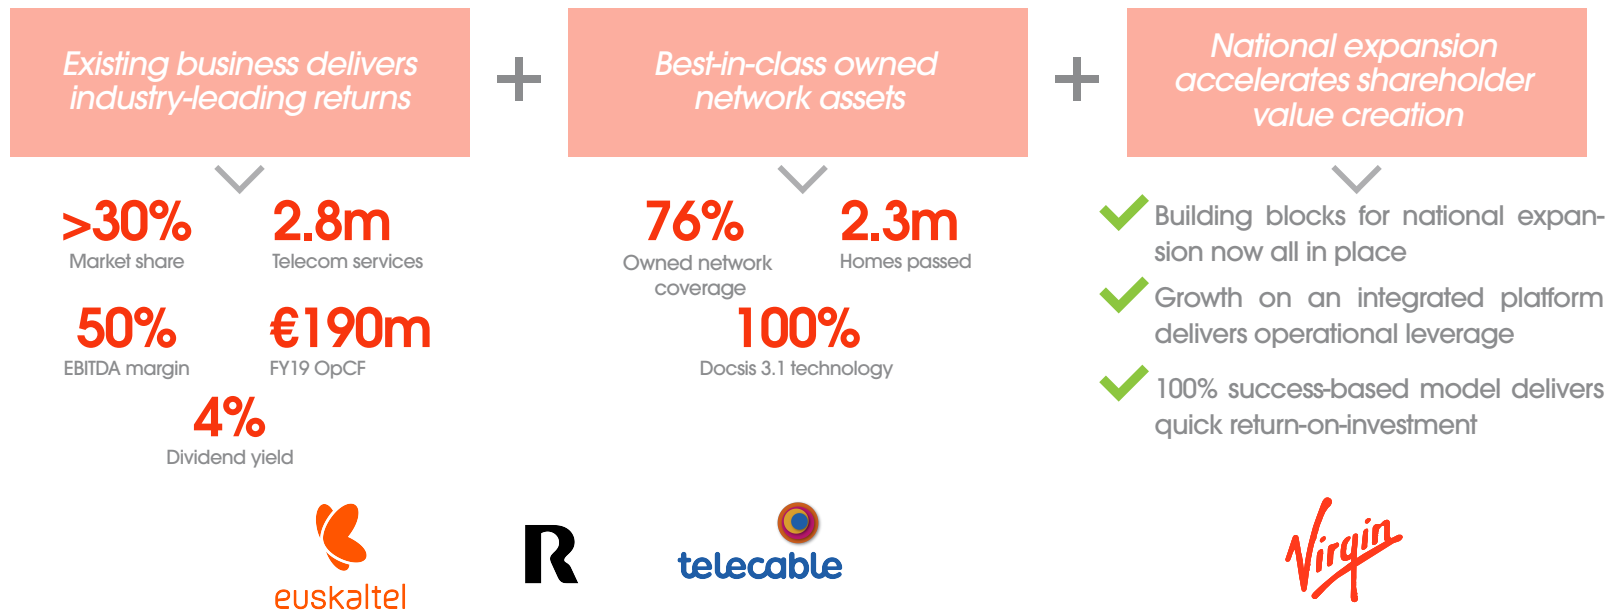 Existing business delivers
industry-leading returns
+
Best-in-class owned
network assets
+
National expansion
accelerates shareholder
value creation
>30%
Market share
2.8m
Telecom services
50%
EBITDA margin
€190m
FY19 OpCF
4%
Dividend yield
76%
Owned network
coverage
2.3m
Homes passed
100%
Docsis 3.1 technology
Building blocks for national expan-
sion now all in place
Growth on an integrated platform
delivers operational leverage
100% success-based model delivers
quick return-on-investment
euskaltel
R
telecable
Virgin